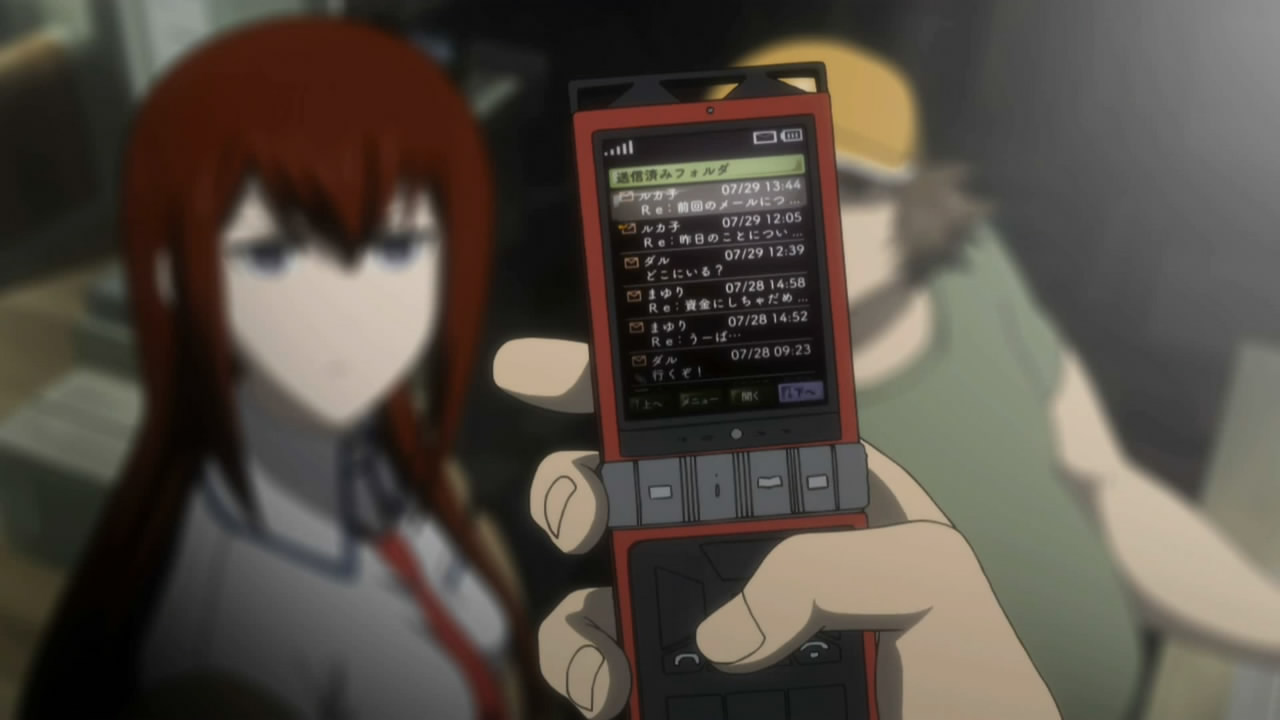 送信済みフォルダ
ルカ子 07/29 13:44
Re：前回のメールにつ…
ルカ子 07/29 12:05
Re：昨日のことについ…
ダル 07/29 12:39
どこにいる？
まゆり 07/28 14:58
Re：資金にしちゃだめ…
まゆり 07/28 14:52
Re：うーぱ…
ダル 07/28 09:23
行くぞ！
上へ メニュー 開く 下へ